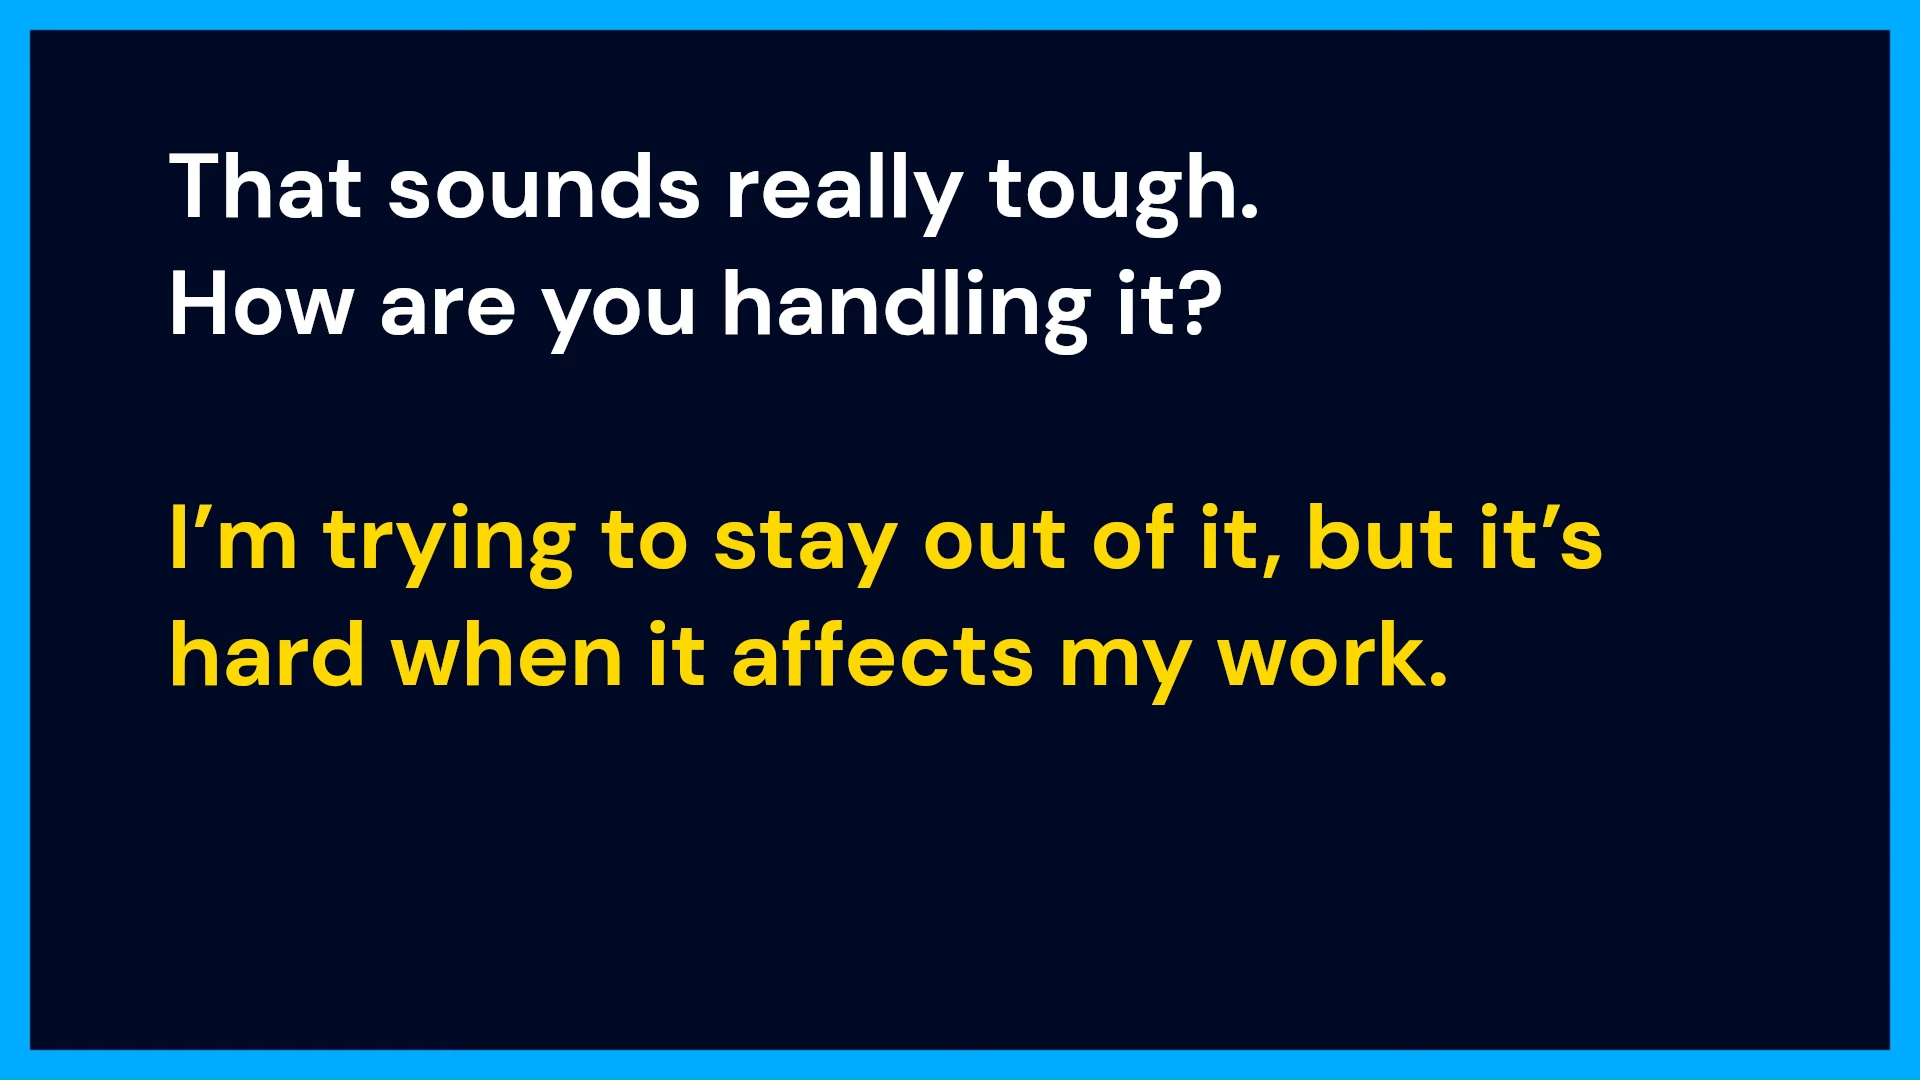 That sounds really tough.
How are you handling it?
I’m trying to stay out of it, but it’s
hard when it affects my work.